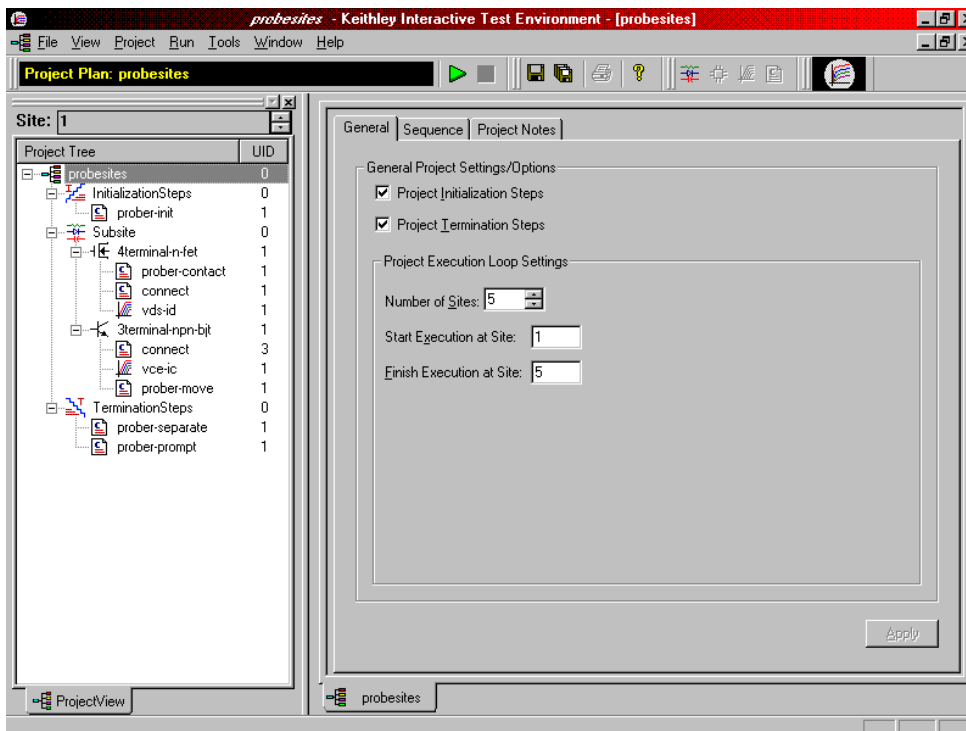 probesites - Keithley Interactive Test Environment - [probesites]
File View Project Run Tools Window Help
Project Plan: probesites
Site: 1
Project Tree UID
probesites 0
InitializationSteps 0
prober-init 1
Subsite 0
4terminal-n-fet 1
prober-contact 1
connect 1
vds-id 1
3terminal-npn-bjt 1
connect 3
vce-ic 1
prober-move 1
TerminationSteps 0
prober-separate 1
prober-prompt 1
ProjectView
General Sequence Project Notes
General Project Settings/Options
Project Initialization Steps
Project Termination Steps
Project Execution Loop Settings
Number of Sites: 5
Start Execution at Site: 1
Finish Execution at Site: 5
Apply
probesites